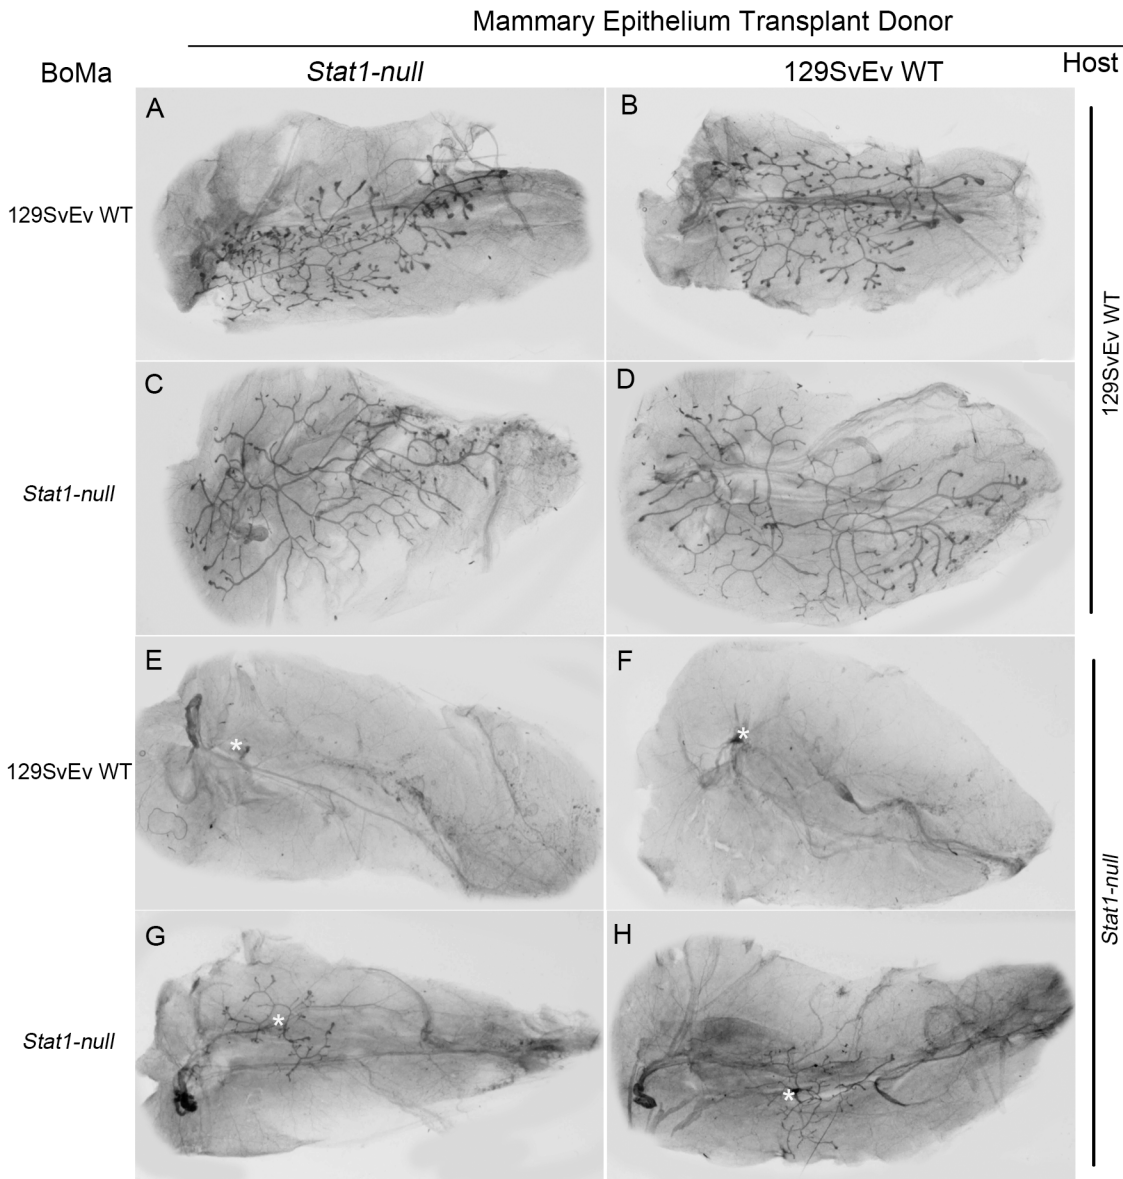 Mammary Epithelium Transplant Donor
BoMa Stat1-null 129SvEv WT Host
A B
129SvEv WT
C D
Stat1-null
129SvEv WT
E F
*
*
129SvEv WT
G H
*
*
Stat1-null
Stat1-null